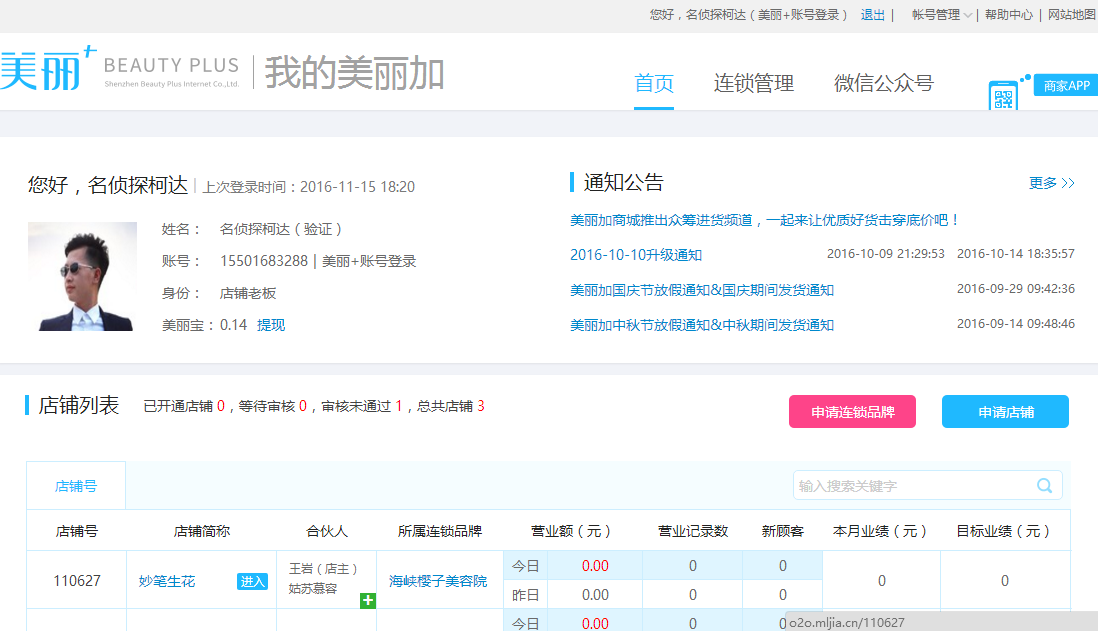 您好，名侦探柯达（美丽+账号登录） 退出 | 帐号管理 | 帮助中心 | 网站地图
美丽+ BEAUTY PLUS 我的美丽加
Shenzhen Beauty Plus Internet Co.,Ltd.
首页 连锁管理 微信公众号 商家APP
您好，名侦探柯达 | 上次登录时间：2016-11-15 18:20
姓名： 名侦探柯达（验证）
账号： 15501683288 | 美丽+账号登录
身份： 店铺老板
美丽宝：0.14 提现
通知公告 更多 >>
美丽加商城推出众筹进货频道，一起来让优质好货击穿底价吧！
2016-10-09 21:29:53 2016-10-14 18:35:57
2016-10-10升级通知
美丽加国庆节放假通知&国庆期间发货通知 2016-09-29 09:42:36
美丽加中秋节放假通知&中秋期间发货通知 2016-09-14 09:48:46
店铺列表 已开通店铺 0，等待审核 0，审核未通过 1，总共店铺 3
申请连锁品牌 申请店铺
店铺号 输入搜索关键字
店铺号 店铺简称 合伙人 所属连锁品牌 营业额（元） 营业记录数 新顾客 本月业绩（元） 目标业绩（元）
110627 妙笔生花 进入 王岩（店主） 海峡樱子美容院 今日 0.00 0 0 0 0
姑苏慕容 昨日 0.00 0 0
今日 0.00 0 0
o2o.mljia.cn/110627